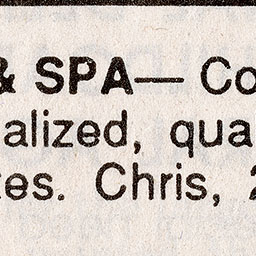 & SPA— Co
alized, qua
es. Chris, 2